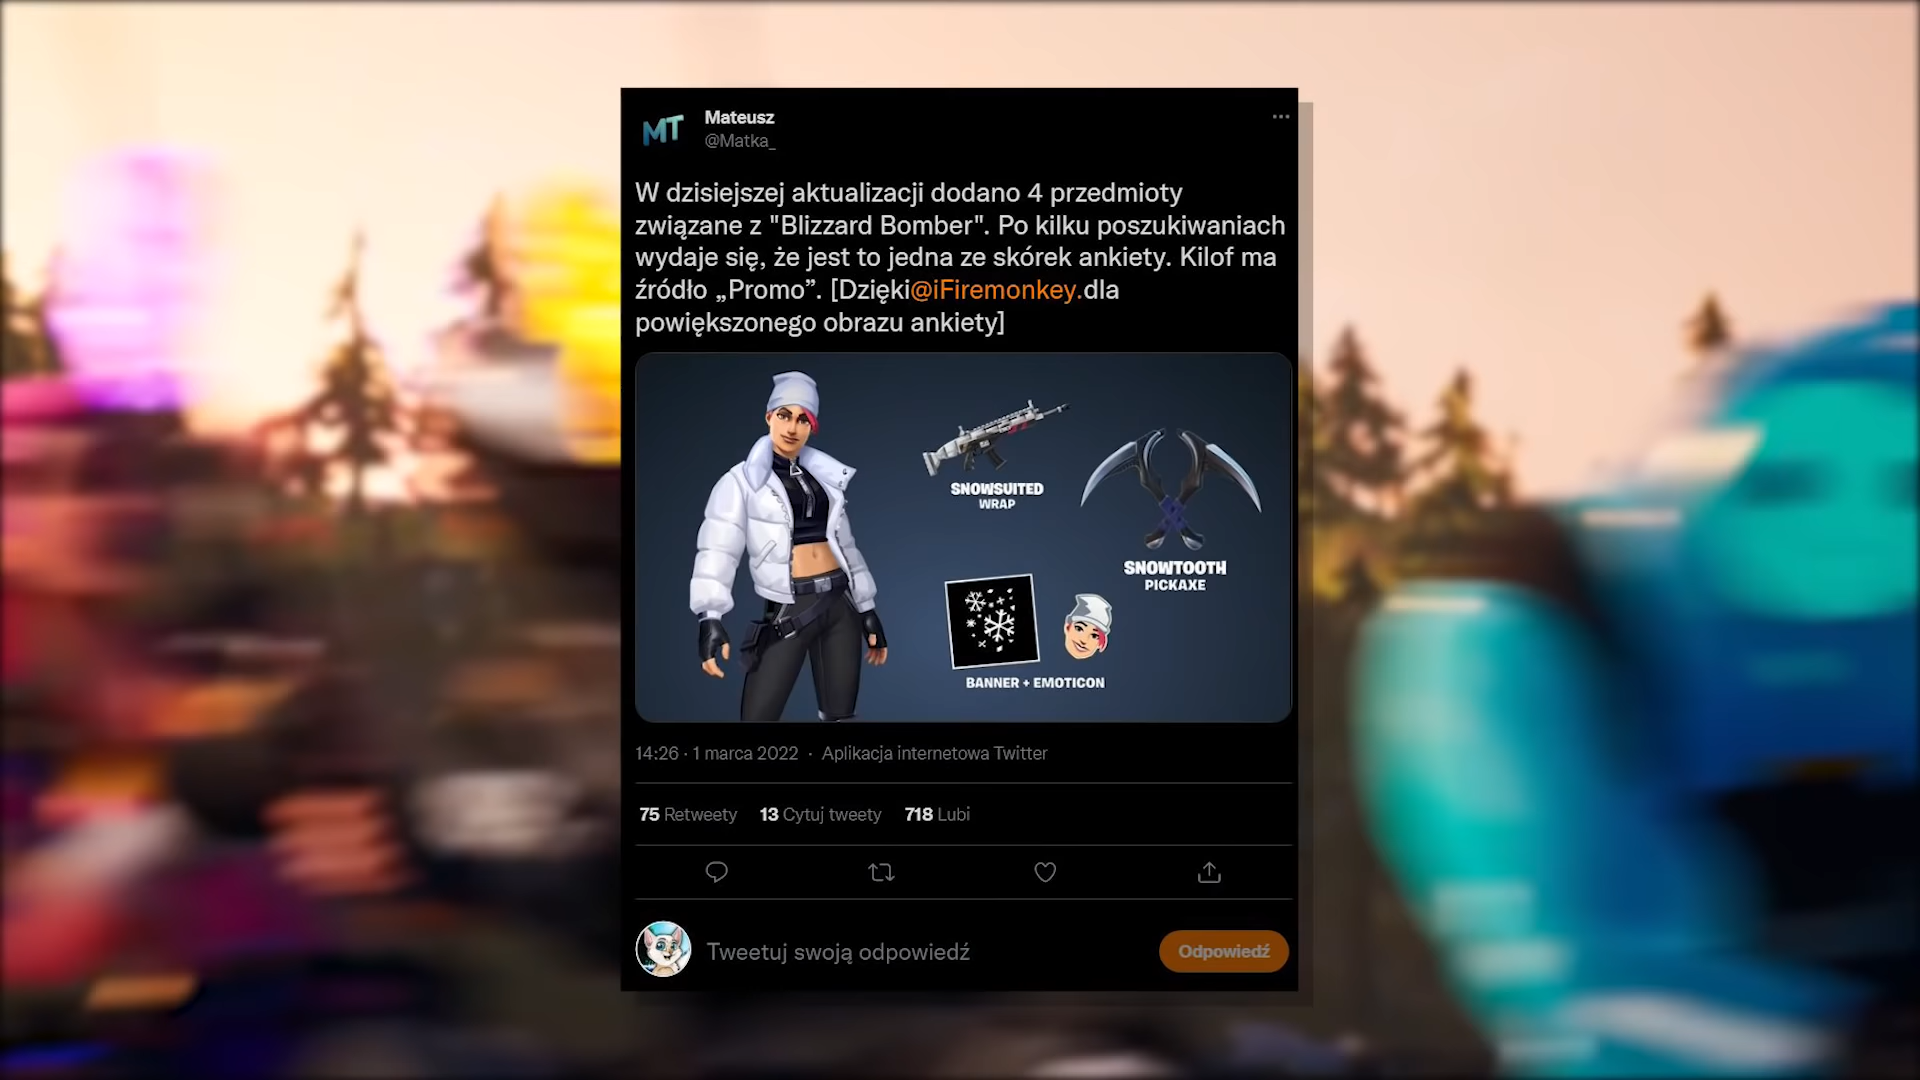 MT
Mateusz
@Matka_
W dzisiejszej aktualizacji dodano 4 przedmioty
związane z "Blizzard Bomber". Po kilku poszukiwaniach
wydaje się, że jest to jedna ze skórek ankiety. Kilof ma
źródło „Promo”. [Dzięki@iFiremonkey.dla
powiększonego obrazu ankiety]
SNOWSUITED
WRAP
SNOWTOOTH
PICKAXE
BANNER + EMOTICON
14:26 · 1 marca 2022 · Aplikacja internetowa Twitter
75 Retweety 13 Cytuj tweety 718 Lubi
Tweetuj swoją odpowiedź
Odpowiedź